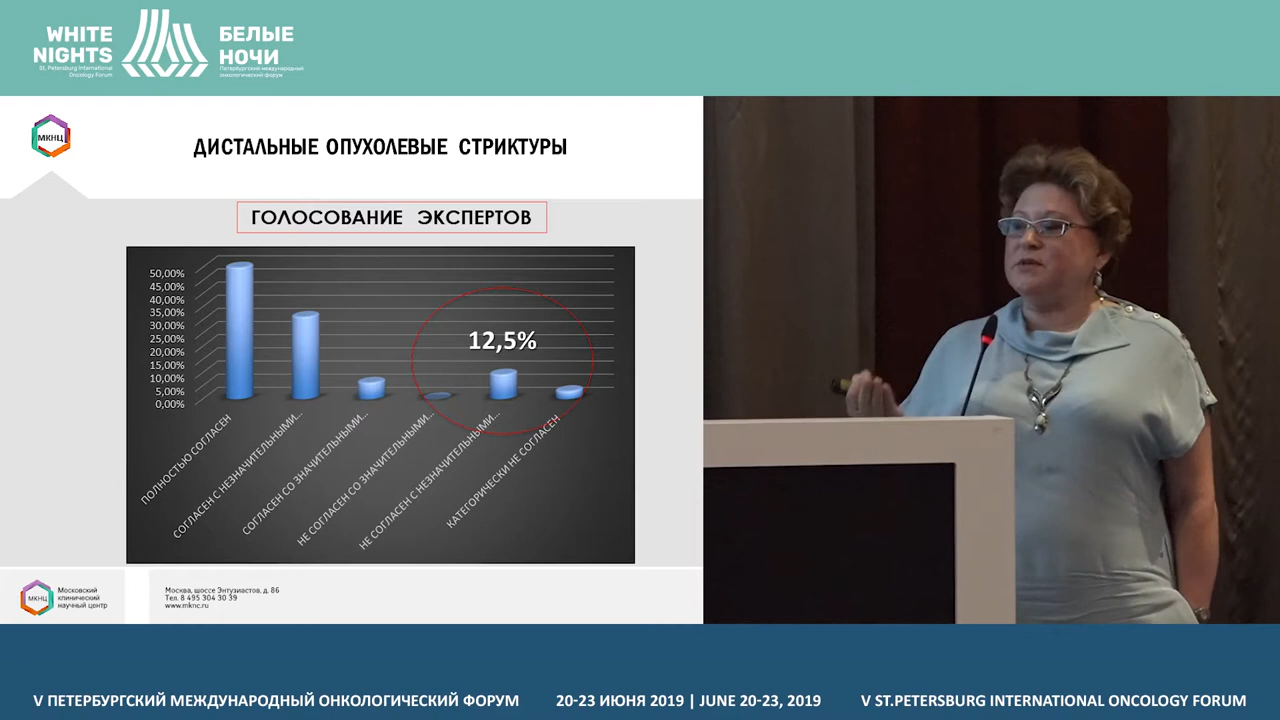 WHITE
NIGHTS
St. Petersburg International
Oncology Forum
БЕЛЫЕ
НОЧИ
Петербургский международный
онкологический форум
МКНЦ
ДИСТАЛЬНЫЕ ОПУХОЛЕВЫЕ СТРИКТУРЫ
ГОЛОСОВАНИЕ ЭКСПЕРТОВ
50,00%
45,00%
40,00%
35,00%
30,00%
25,00%
20,00%
15,00%
10,00%
5,00%
0,00%
12,5%
ПОЛНОСТЬЮ СОГЛАСЕН
СОГЛАСЕН С НЕЗНАЧИТЕЛЬНЫМИ...
СОГЛАСЕН СО ЗНАЧИТЕЛЬНЫМИ...
НЕ СОГЛАСЕН СО ЗНАЧИТЕЛЬНЫМИ...
НЕ СОГЛАСЕН С НЕЗНАЧИТЕЛЬНЫМИ...
КАТЕГОРИЧЕСКИ НЕ СОГЛАСЕН
МКНЦ
Московский
клинический
научный центр
Москва, шоссе Энтузиастов, д. 86
Тел. 8 495 304 30 39
www.mknc.ru
V ПЕТЕРБУРГСКИЙ МЕЖДУНАРОДНЫЙ ОНКОЛОГИЧЕСКИЙ ФОРУМ
20-23 ИЮНЯ 2019 | JUNE 20-23, 2019
V ST.PETERSBURG INTERNATIONAL ONCOLOGY FORUM